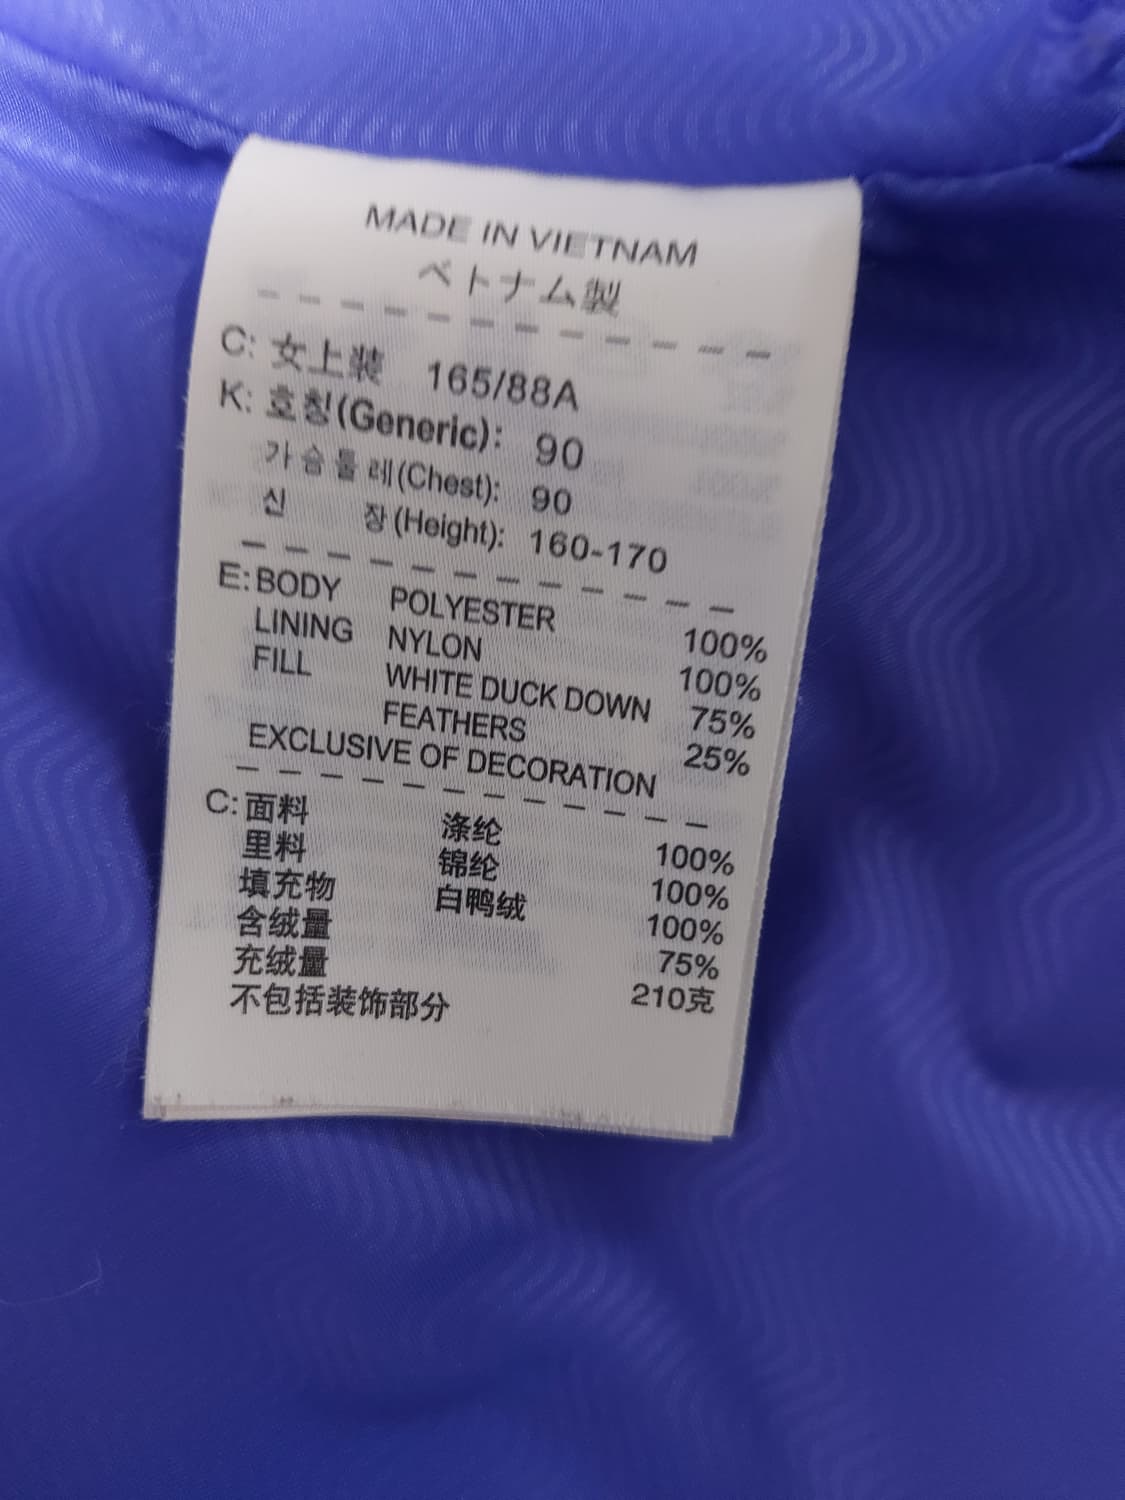 MADE IN VIETNAM
ベトナム製
C: 女上装 165/88A
K: 호칭(Generic): 90
가슴둘레(Chest): 90
신 장(Height): 160-170
E: BODY POLYESTER 100%
LINING NYLON 100%
FILL WHITE DUCK DOWN 75%
FEATHERS 25%
EXCLUSIVE OF DECORATION
C: 面料 涤纶 100%
里料 锦纶 100%
填充物 白鸭绒 100%
含绒量 75%
充绒量 210克
不包括装饰部分